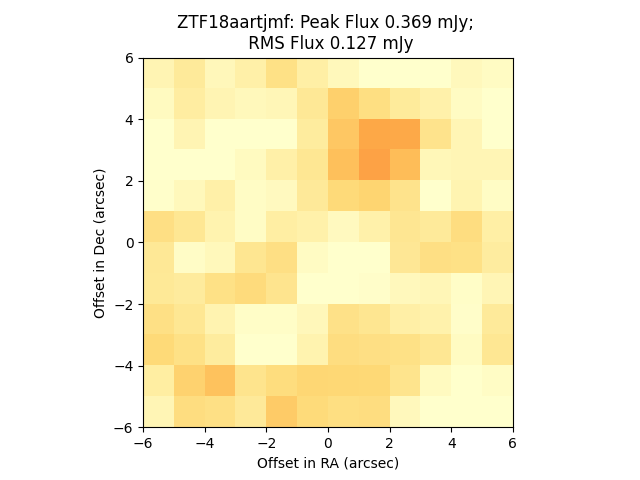 ZTF18aartjmf: Peak Flux 0.369 mJy;
RMS Flux 0.127 mJy
6
4
2
0
−2
−4
−6
Offset in Dec (arcsec)
−6 −4 −2 0 2 4 6
Offset in RA (arcsec)